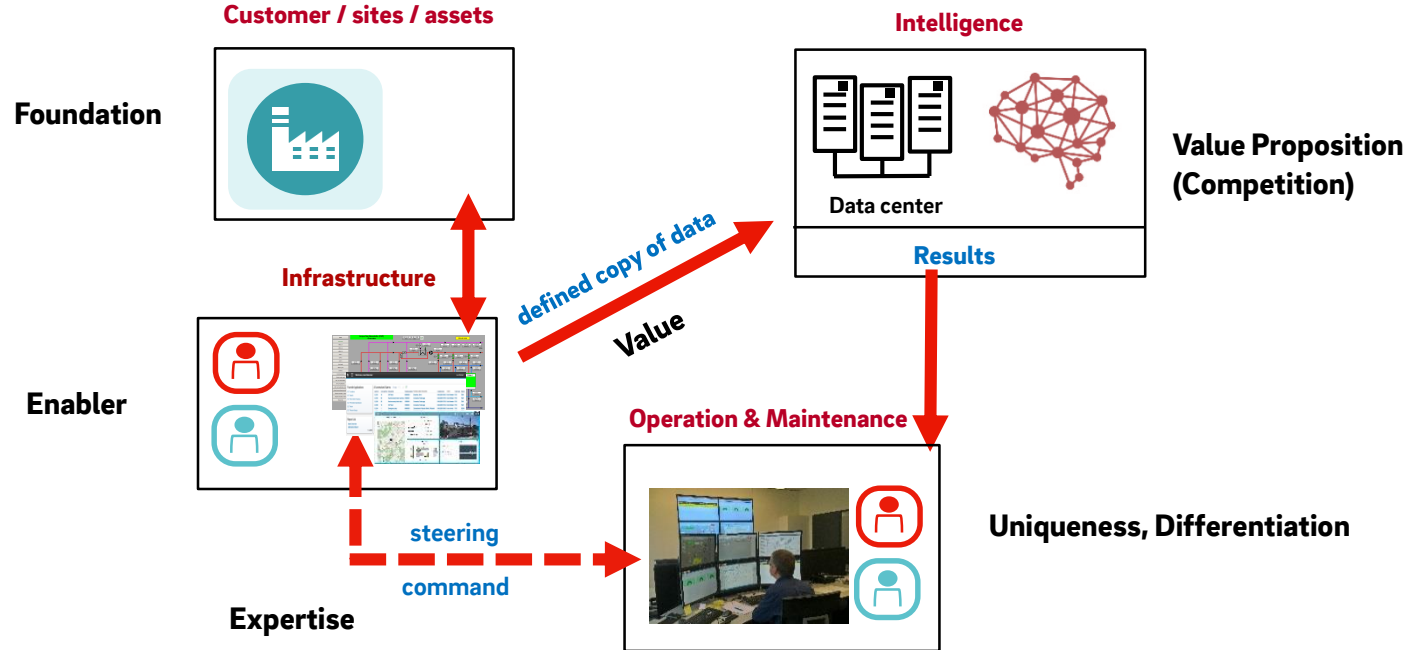 Customer / sites / assets
Intelligence
Foundation
Value Proposition
(Competition)
Data center
Results
defined copy of data
Value
Infrastructure
Enabler
Operation & Maintenance
steering
command
Uniqueness, Differentiation
Expertise